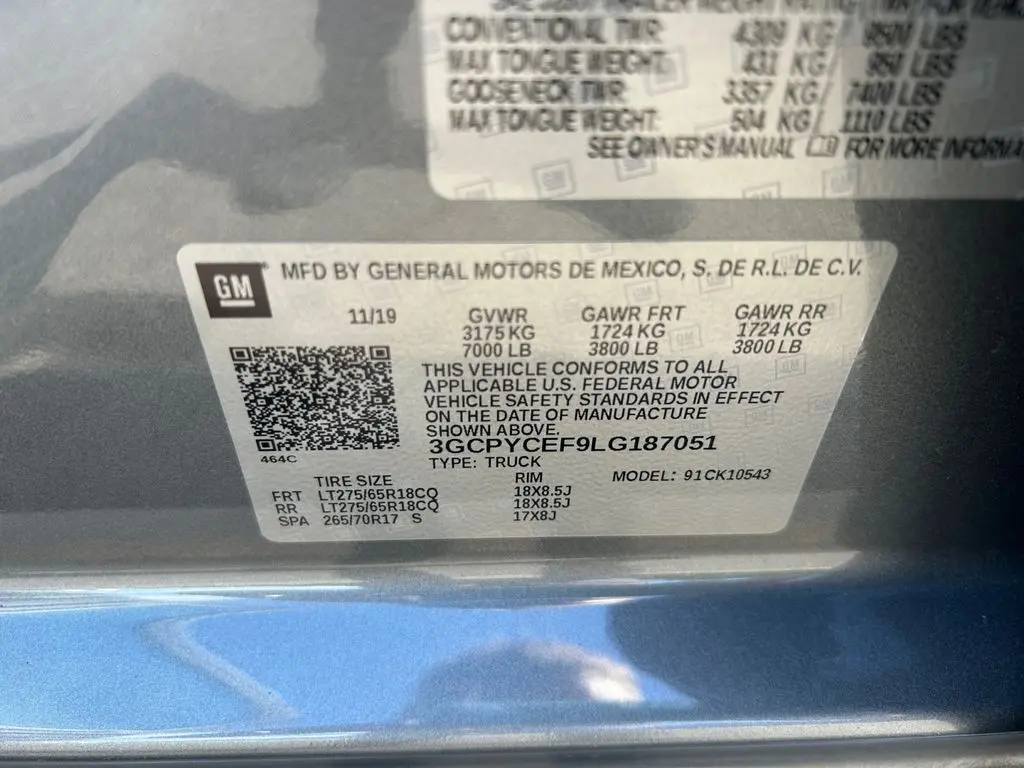 CONVENTIONAL TWR: 4309 KG/ 9500 LBS
MAX TONGUE WEIGHT: 431 KG/ 950 LBS
GOOSENECK TWR: 3357 KG/ 7400 LBS
MAX TONGUE WEIGHT: 504 KG/ 1110 LBS
SEE OWNER'S MANUAL FOR MORE INFORMA
GM MFD BY GENERAL MOTORS DE MEXICO, S. DE R.L. DE C.V.
11/19 GVWR GAWR FRT GAWR RR
3175 KG 1724 KG 1724 KG
7000 LB 3800 LB 3800 LB
THIS VEHICLE CONFORMS TO ALL
APPLICABLE U.S. FEDERAL MOTOR
VEHICLE SAFETY STANDARDS IN EFFECT
ON THE DATE OF MANUFACTURE
SHOWN ABOVE.
3GCPYCEF9LG187051
464C
TYPE: TRUCK
MODEL: 91CK10543
TIRE SIZE RIM
FRT LT275/65R18CQ 18X8.5J
RR LT275/65R18CQ 18X8.5J
SPA 265/70R17 S 17X8J